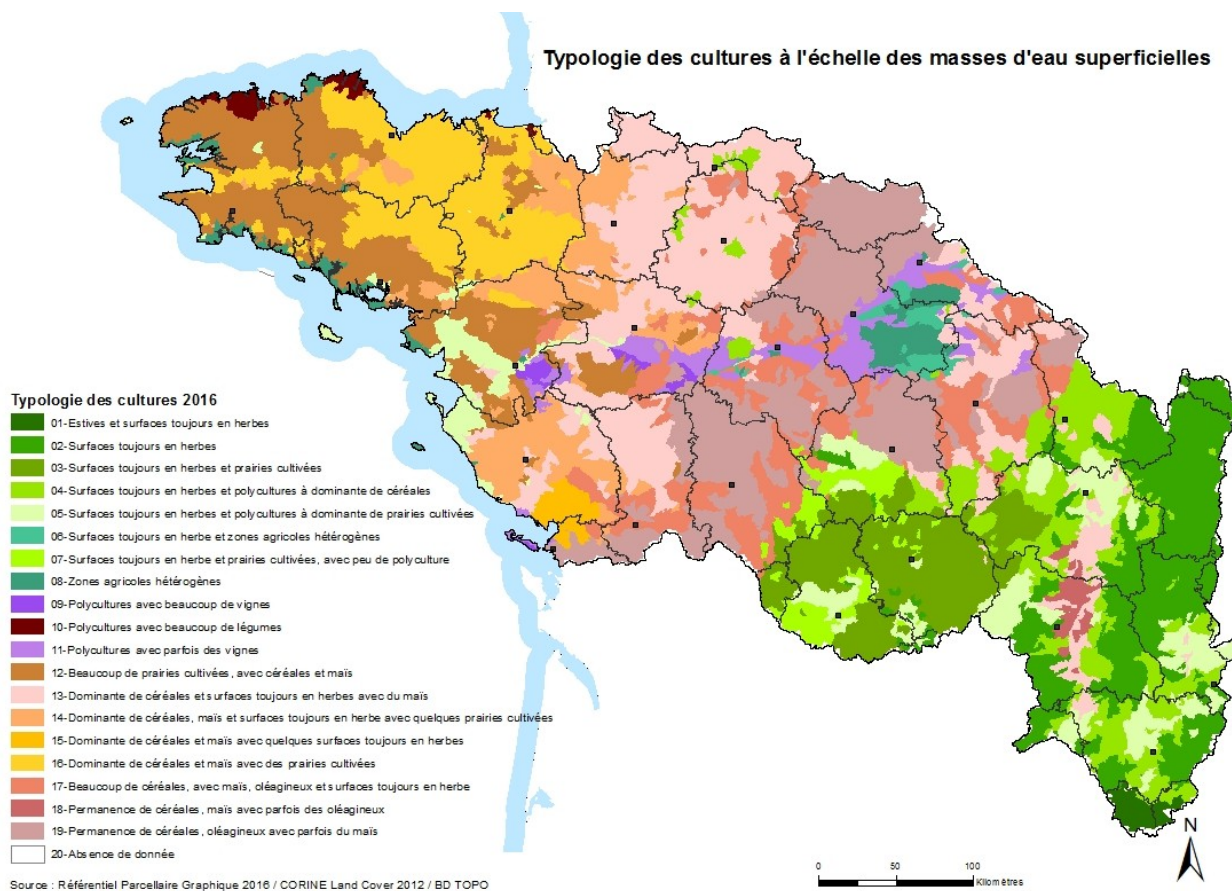 Typologie des cultures à l'échelle des masses d'eau superficielles
Typologie des cultures 2016
01-Estives et surfaces toujours en herbes
02-Surfaces toujours en herbes
03-Surfaces toujours en herbes et prairies cultivées
04-Surfaces toujours en herbes et polycultures à dominante de céréales
05-Surfaces toujours en herbes et polycultures à dominante de prairies cultivées
06-Surfaces toujours en herbe et zones agricoles hétérogènes
07-Surfaces toujours en herbe et prairies cultivées, avec peu de polyculture
08-Zones agricoles hétérogènes
09-Polycultures avec beaucoup de vignes
10-Polycultures avec beaucoup de légumes
11-Polycultures avec parfois des vignes
12-Beaucoup de prairies cultivées, avec céréales et maïs
13-Dominante de céréales et surfaces toujours en herbes avec du maïs
14-Dominante de céréales, maïs et surfaces toujours en herbe avec quelques prairies cultivées
15-Dominante de céréales et maïs avec quelques surfaces toujours en herbes
16-Dominante de céréales et maïs avec des prairies cultivées
17-Beaucoup de céréales, avec maïs, oléagineux et surfaces toujours en herbe
18-Permanence de céréales, maïs avec parfois des oléagineux
19-Permanence de céréales, oléagineux avec parfois du maïs
20-Absence de donnée
N
0 50 100
Kilomètres
Source : Référentiel Parcellaire Graphique 2016 / CORINE Land Cover 2012 / BD TOPO